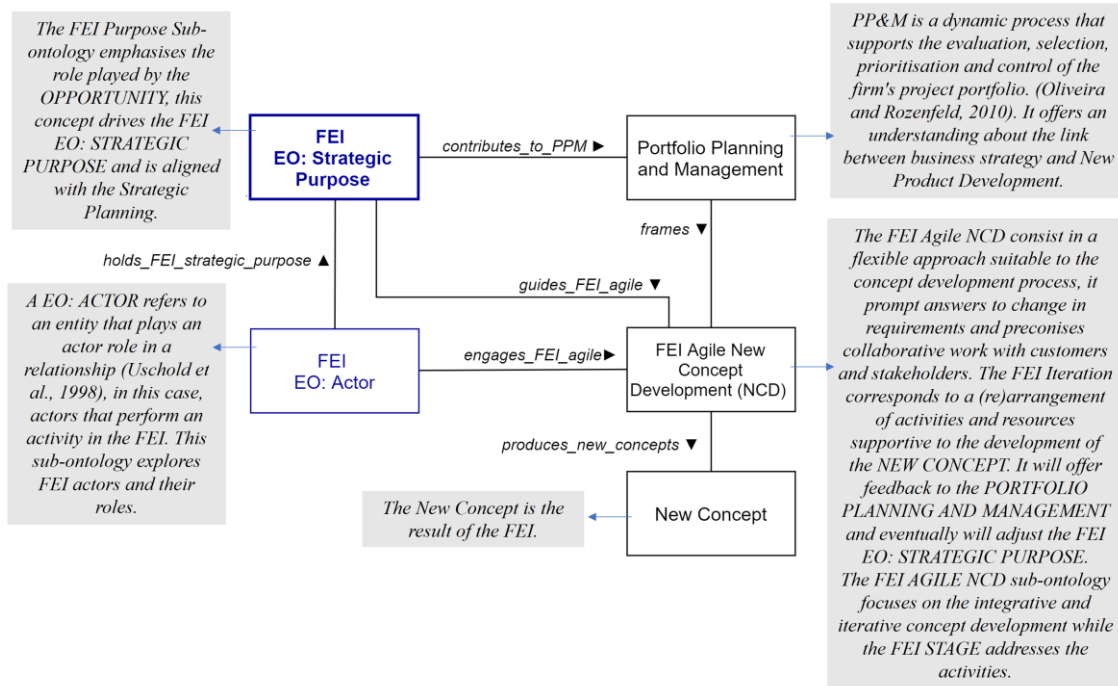 The FEI Purpose Sub-
ontology emphasises the
role played by the
OPPORTUNITY, this
concept drives the FEI
EO: STRATEGIC
PURPOSE and is aligned
with the Strategic
Planning.
FEI
EO: Strategic
Purpose
contributes_to_PPM ►
Portfolio Planning
and Management
PP&M is a dynamic process that
supports the evaluation, selection,
prioritisation and control of the
firm's project portfolio. (Oliveira
and Rozenfeld, 2010). It offers an
understanding about the link
between business strategy and New
Product Development.
holds_FEI_strategic_purpose ▲
frames ▼
guides_FEI_agile ▼
A EO: ACTOR refers to
an entity that plays an
actor role in a
relationship (Uschold et
al., 1998), in this case,
actors that perform an
activity in the FEI. This
sub-ontology explores
FEI actors and their
roles.
FEI
EO: Actor
engages_FEI_agile ►
FEI Agile New
Concept
Development (NCD)
The FEI Agile NCD consist in a
flexible approach suitable to the
concept development process, it
prompt answers to change in
requirements and preconises
collaborative work with customers
and stakeholders. The FEI Iteration
corresponds to a (re)arrangement
of activities and resources
supportive to the development of
the NEW CONCEPT. It will offer
feedback to the PORTFOLIO
PLANNING AND MANAGEMENT
and eventually will adjust the FEI
EO: STRATEGIC PURPOSE.
The FEI AGILE NCD sub-ontology
focuses on the integrative and
iterative concept development while
the FEI STAGE addresses the
activities.
produces_new_concepts ▼
The New Concept is the
result of the FEI.
New Concept